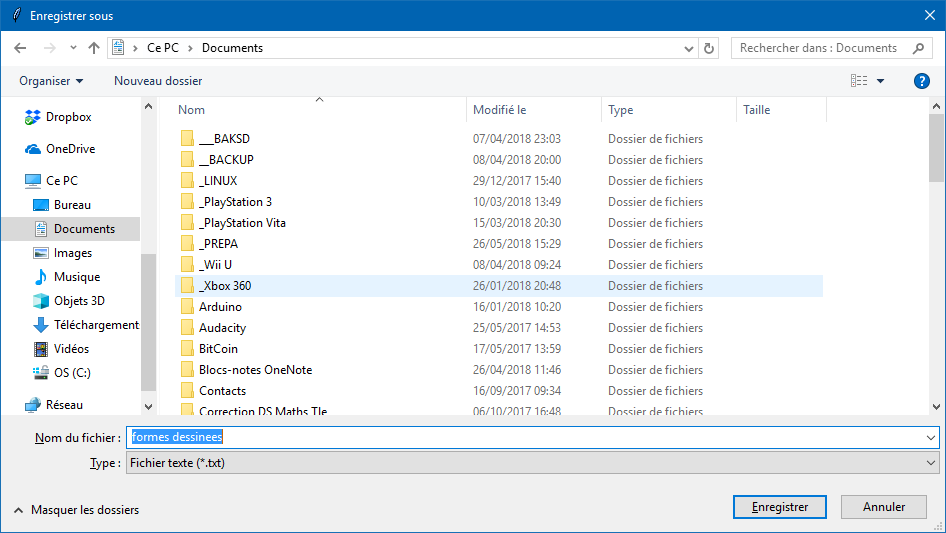 Enregistrer sous
Ce PC > Documents
Rechercher dans : Documents
Organiser Nouveau dossier
Nom Modifié le Type Taille
Dropbox
OneDrive
Ce PC
Bureau
Documents
Images
Musique
Objets 3D
Téléchargement
Vidéos
OS (C:)
Réseau
___BAKSD 07/04/2018 23:03 Dossier de fichiers
__BACKUP 08/04/2018 20:00 Dossier de fichiers
_LINUX 29/12/2017 15:40 Dossier de fichiers
_PlayStation 3 10/03/2018 13:49 Dossier de fichiers
_PlayStation Vita 15/03/2018 20:30 Dossier de fichiers
_PREPA 26/05/2018 15:29 Dossier de fichiers
_Wii U 08/04/2018 09:24 Dossier de fichiers
_Xbox 360 26/01/2018 20:48 Dossier de fichiers
Arduino 16/01/2018 10:20 Dossier de fichiers
Audacity 25/05/2017 14:53 Dossier de fichiers
BitCoin 17/05/2017 13:59 Dossier de fichiers
Blocs-notes OneNote 26/04/2018 11:46 Dossier de fichiers
Contacts 16/09/2017 09:34 Dossier de fichiers
Correction DS Maths Tle 06/10/2017 16:48 Dossier de fichiers
Nom du fichier : formes dessinees
Type : Fichier texte (*.txt)
Masquer les dossiers
Enregistrer Annuler